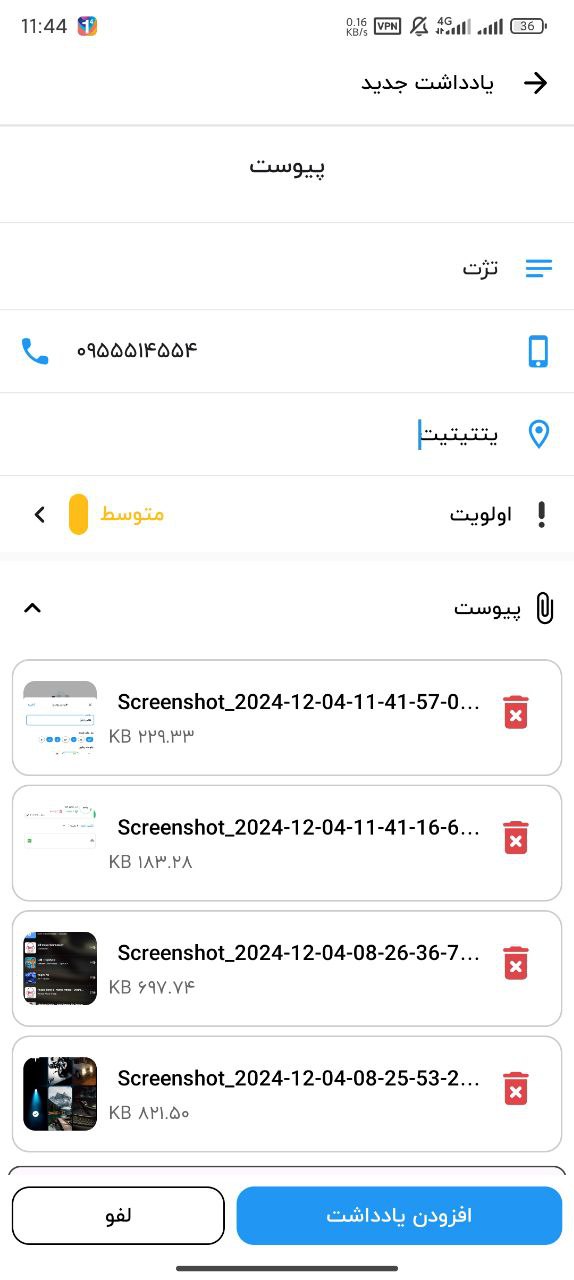 11:44
0.16 KB/s VPN 4G 36
یادداشت جدید
پیوست
تژت
۰۹۵۵۵۱۴۵۵۴
یتتیتیت
اولویت متوسط
پیوست
Screenshot_2024-12-04-11-41-57-0...
KB ۲۲۹.۳۳
Screenshot_2024-12-04-11-41-16-6...
KB ۱۸۳.۲۸
Screenshot_2024-12-04-08-26-36-7...
KB ۶۹۷.۷۴
Screenshot_2024-12-04-08-25-53-2...
KB ۸۲۱.۵۰
افزودن یادداشت
لغو